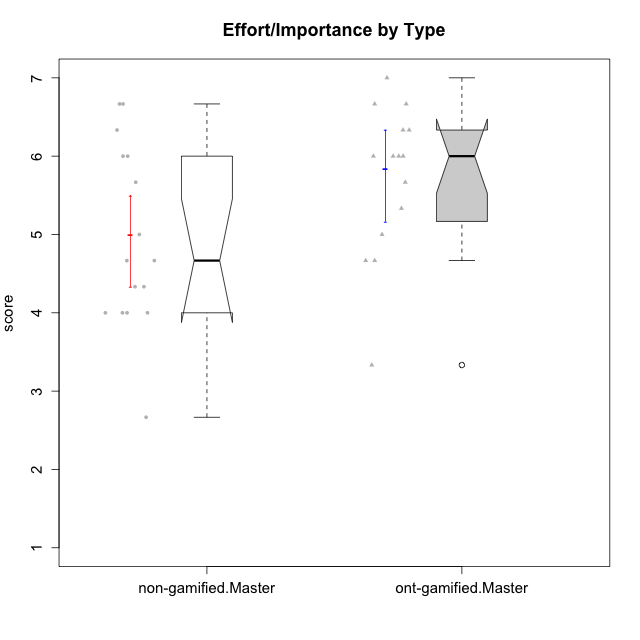 Effort/Importance by Type
score
7
6
5
4
3
2
1
non-gamified.Master
ont-gamified.Master